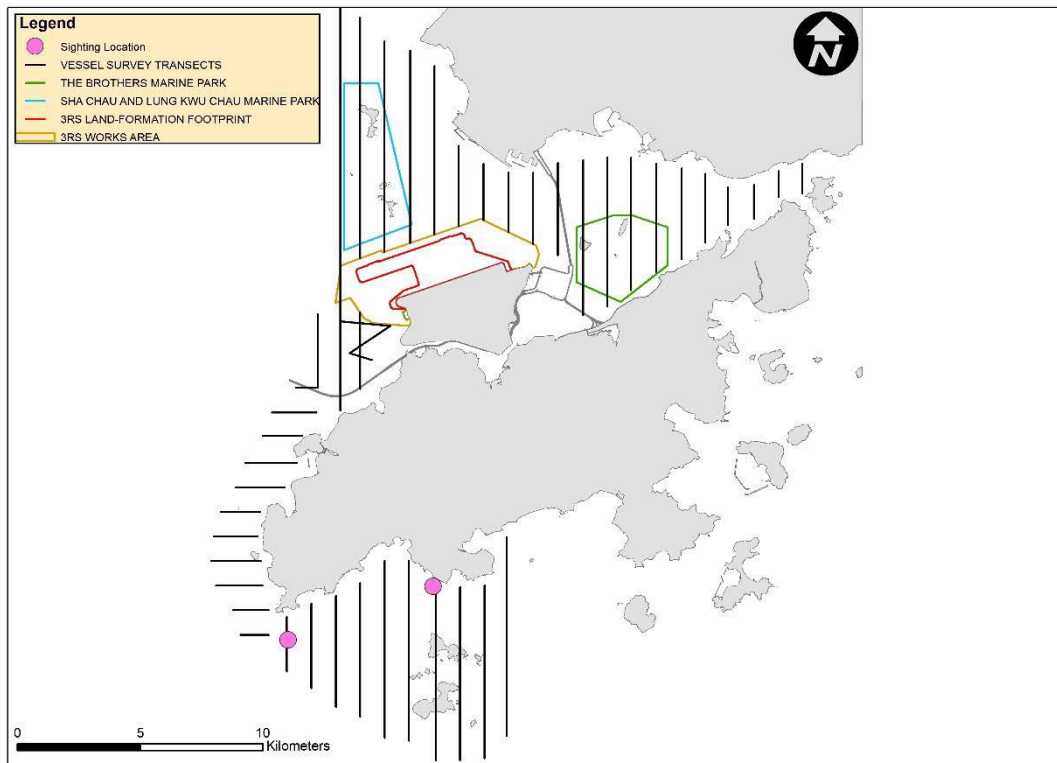 Legend
Sighting Location
VESSEL SURVEY TRANSECTS
THE BROTHERS MARINE PARK
SHA CHAU AND LUNG KWU CHAU MARINE PARK
3RS LAND-FORMATION FOOTPRINT
3RS WORKS AREA
N
0 5 10
Kilometers